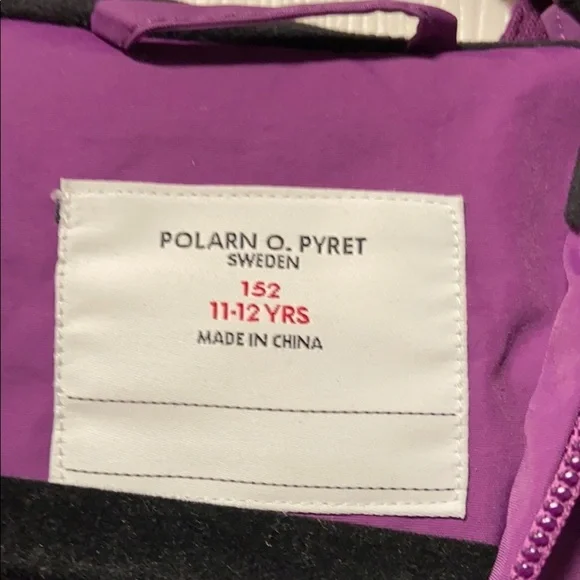 POLARN O. PYRET
SWEDEN
152
11-12 YRS
MADE IN CHINA